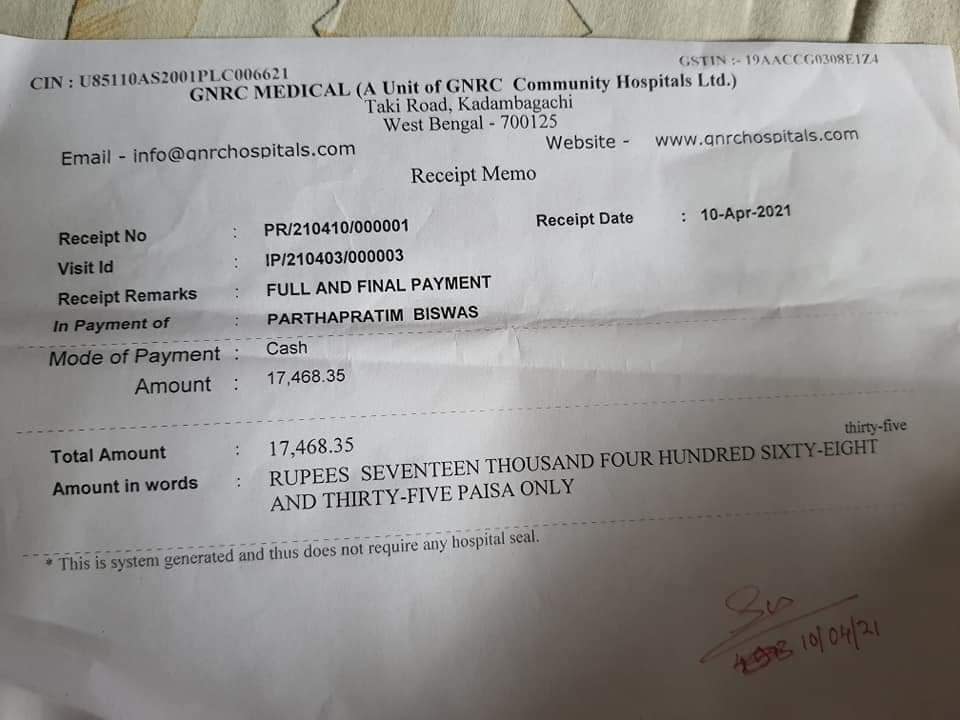 CIN : U85110AS2001PLC006621
GSTIN :- 19AACCG0308E1Z4
GNRC MEDICAL (A Unit of GNRC Community Hospitals Ltd.)
Taki Road, Kadambagachi
West Bengal - 700125
Email - info@gnrchospitals.com Website - www.gnrchospitals.com
Receipt Memo
Receipt No : PR/210410/000001 Receipt Date : 10-Apr-2021
Visit Id : IP/210403/000003
Receipt Remarks : FULL AND FINAL PAYMENT
In Payment of : PARTHAPRATIM BISWAS
Mode of Payment : Cash
Amount : 17,468.35
Total Amount : 17,468.35
thirty-five
Amount in words : RUPEES SEVENTEEN THOUSAND FOUR HUNDRED SIXTY-EIGHT
AND THIRTY-FIVE PAISA ONLY
* This is system generated and thus does not require any hospital seal.
10/04/21